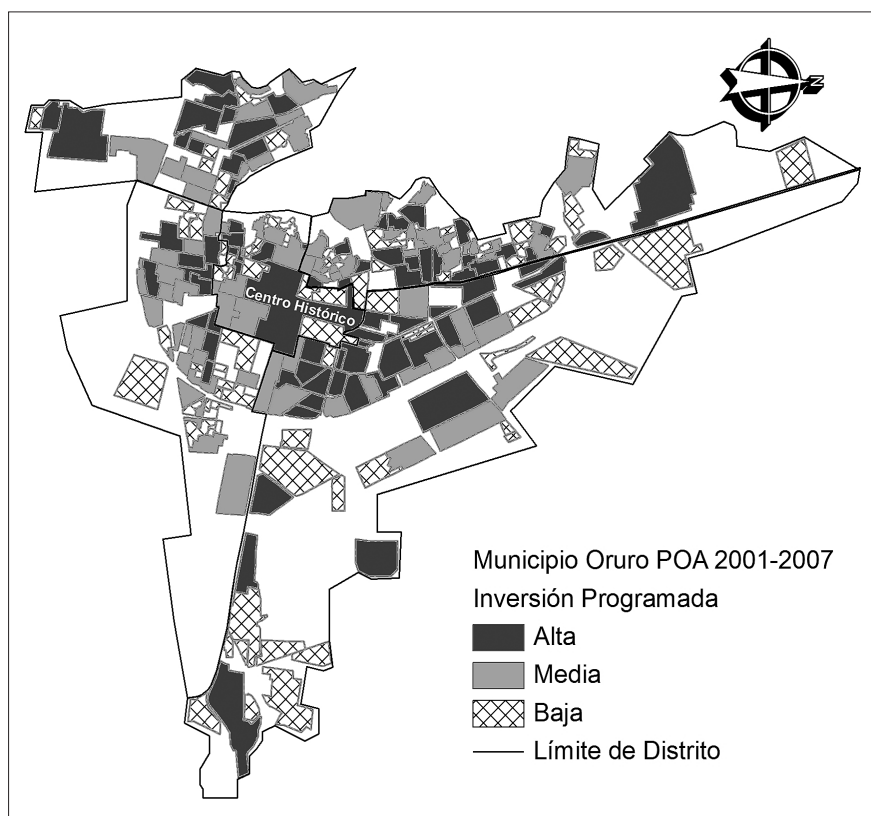 N
Centro Histórico
Municipio Oruro POA 2001-2007
Inversión Programada
Alta
Media
Baja
Límite de Distrito